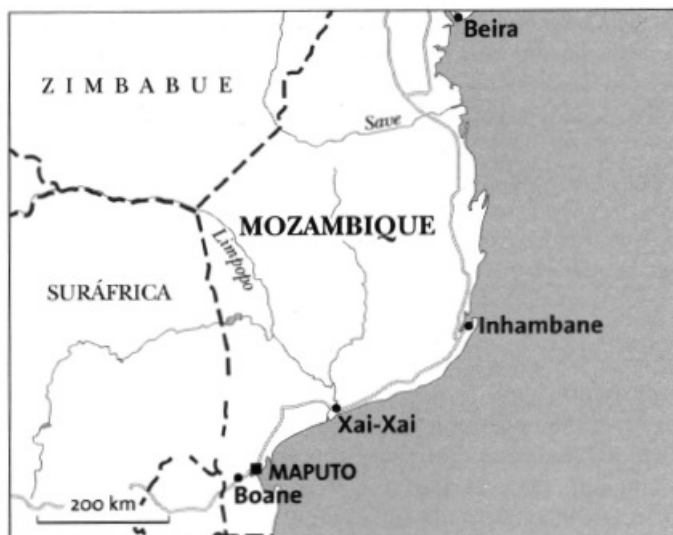 Beira
ZIMBABUE
Save
MOZAMBIQUE
Limpopo
SURÁFRICA
Inhambane
Xai-Xai
MAPUTO
Boane
200 km